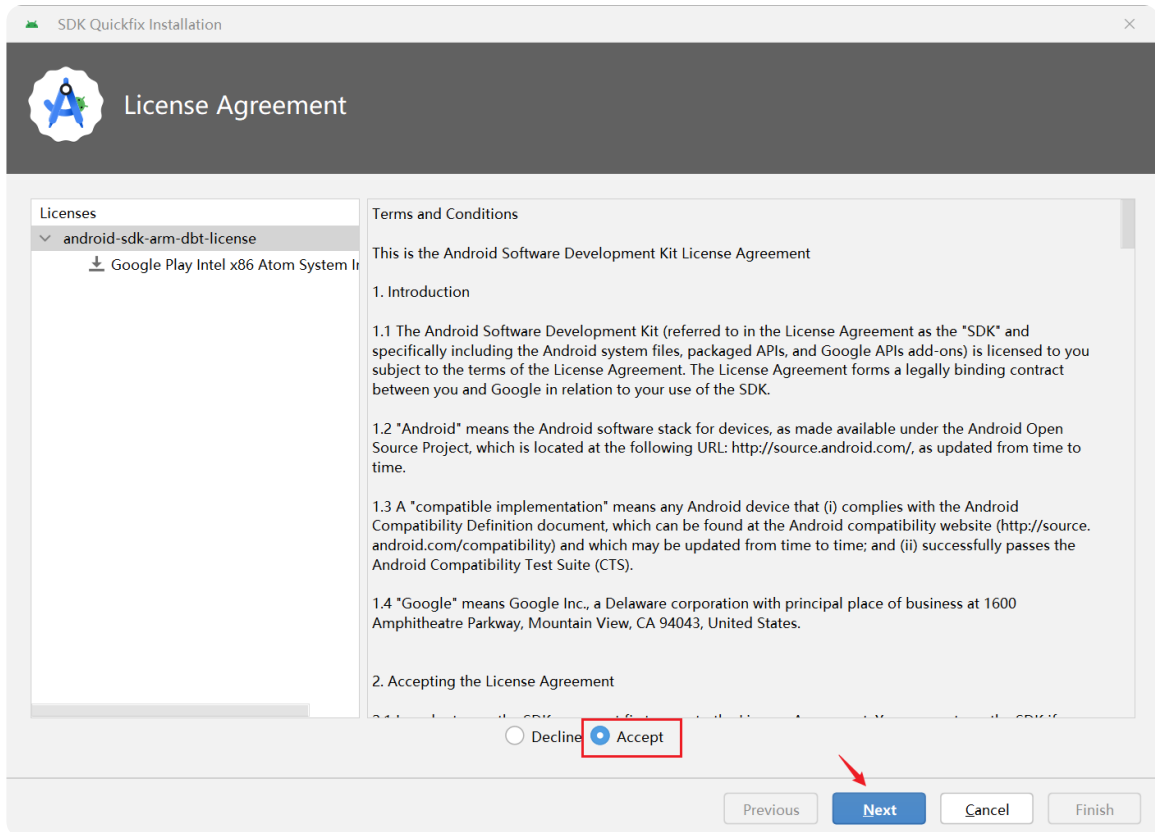 SDK Quickfix Installation
License Agreement
Licenses
android-sdk-arm-dbt-license
Google Play Intel x86 Atom System
Terms and Conditions
This is the Android Software Development Kit License Agreement
1. Introduction
1.1 The Android Software Development Kit (referred to in the License Agreement as the "SDK" and
specifically including the Android system files, packaged APIs, and Google APIs add-ons) is licensed to you
subject to the terms of the License Agreement. The License Agreement forms a legally binding contract
between you and Google in relation to your use of the SDK.
1.2 "Android" means the Android software stack for devices, as made available under the Android Open
Source Project, which is located at the following URL: http://source.android.com/, as updated from time to
time.
1.3 A "compatible implementation" means any Android device that (i) complies with the Android
Compatibility Definition document, which can be found at the Android compatibility website (http://source.
android.com/compatibility) and which may be updated from time to time; and (ii) successfully passes the
Android Compatibility Test Suite (CTS).
1.4 "Google" means Google Inc., a Delaware corporation with principal place of business at 1600
Amphitheatre Parkway, Mountain View, CA 94043, United States.
2. Accepting the License Agreement
Decline Accept
Previous Next Cancel Finish